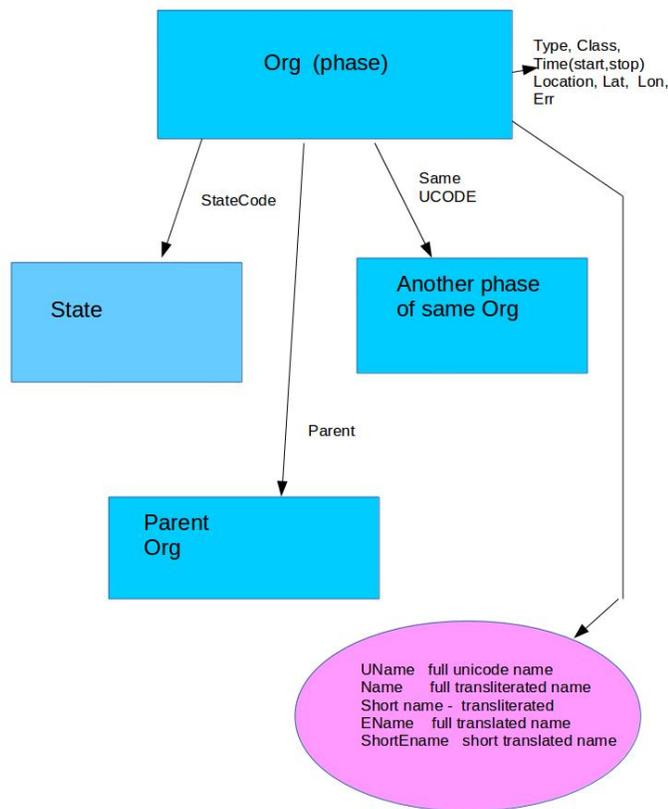 Org (phase)
Type, Class,
Time(start,stop)
Location, Lat, Lon,
Err
StateCode
Same
UCODE
State
Another phase
of same Org
Parent
Parent
Org
UName full unicode name
Name full transliterated name
Short name - transliterated
EName full translated name
ShortEname short translated name